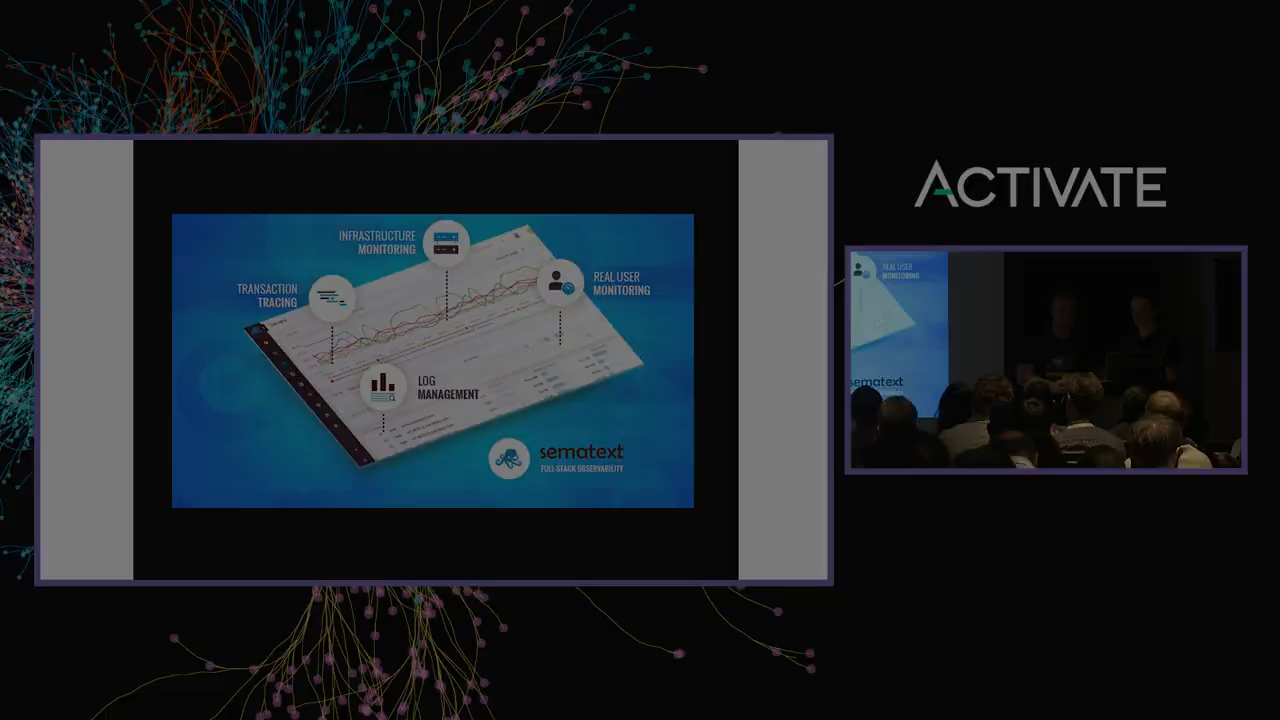 INFRASTRUCTURE
MONITORING
TRANSACTION
TRACING
REAL USER
MONITORING
LOG
MANAGEMENT
sematext
FULL-STACK OBSERVABILITY
ACTIVATE
REAL USER
MONITORING
sematext